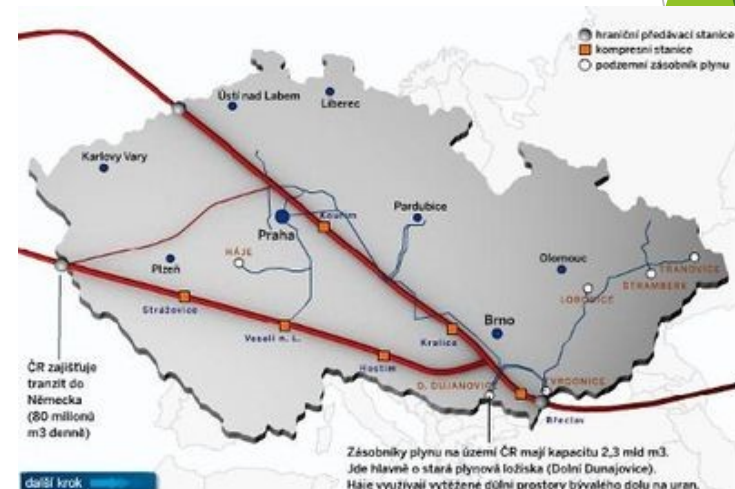 hraniční předávací stanice
kompresní stanice
podzemní zásobník plynu
Ústí nad Labem
Liberec
Karlovy Vary
Kouřim
Pardubice
Praha
HÁJE
Plzeň
Olomouc
TRANOVICE
ŠTRAMBERK
LOBODICE
Strážovice
Veselí n. L.
Brno
Kralice
Hostim
D. DUJANOVICE
TVRDONICE
Břeclav
ČR zajišťuje
tranzit do
Německa
(80 milionů
m3 denně)
Zásobníky plynu na území ČR mají kapacitu 2,3 mld m3.
Jde hlavně o stará plynová ložiska (Dolní Dunajovice).
Háje využívají vytěžené důlní prostory bývalého dolu na uran.
další krok